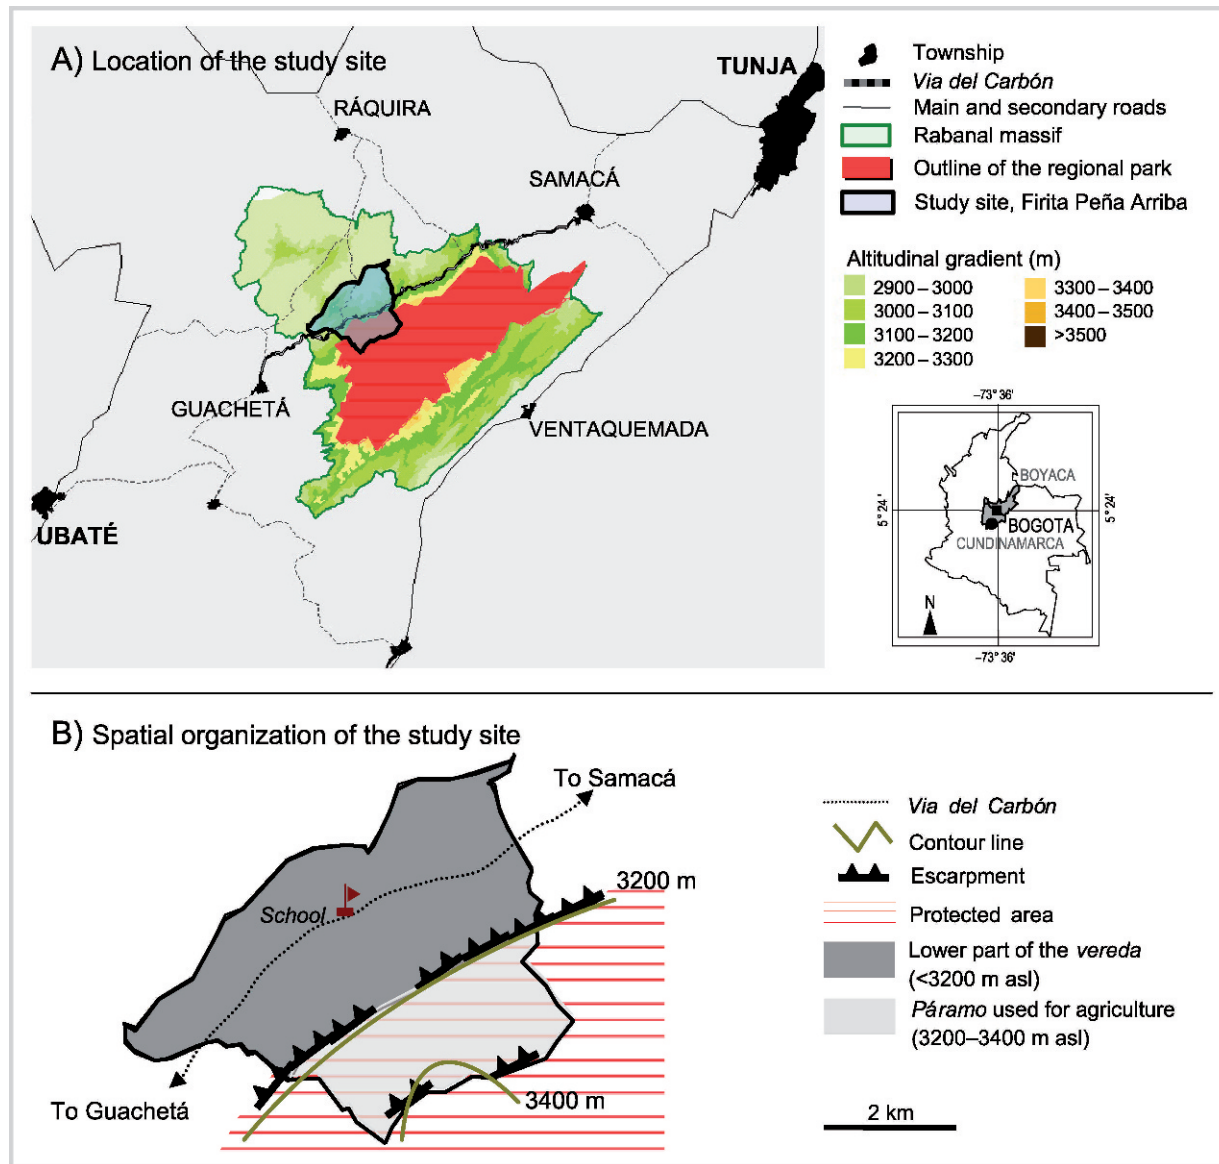 A) Location of the study site
TUNJA
RÁQUIRA
SAMACÁ
GUACHETÁ
VENTAQUEMADA
UBATÉ
Township
Via del Carbón
Main and secondary roads
Rabanal massif
Outline of the regional park
Study site, Firita Peña Arriba
Altitudinal gradient (m)
2900–3000
3000–3100
3100–3200
3200–3300
3300–3400
3400–3500
>3500
–73° 36'
5° 24'
BOYACA
BOGOTA
CUNDINAMARCA
N
5° 24'
–73° 36'
B) Spatial organization of the study site
To Samacá
3200 m
School
To Guachetá
3400 m
Via del Carbón
Contour line
Escarpment
Protected area
Lower part of the vereda
(<3200 m asl)
Páramo used for agriculture
(3200–3400 m asl)
2 km